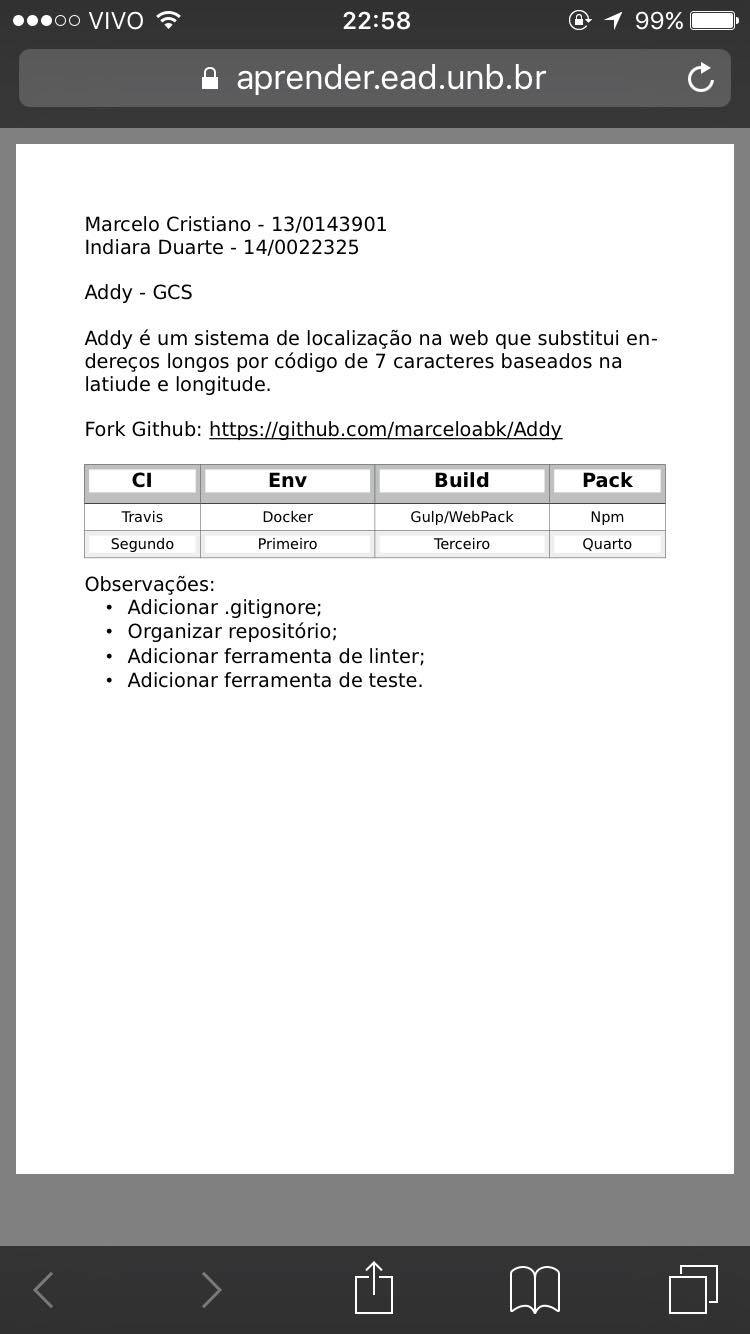 VIVO 22:58 99%
aprender.ead.unb.br
Marcelo Cristiano - 13/0143901
Indiara Duarte - 14/0022325
Addy - GCS
Addy é um sistema de localização na web que substitui en-
dereços longos por código de 7 caracteres baseados na
latiude e longitude.
Fork Github: https://github.com/marceloabk/Addy
CI Env Build Pack
Travis Docker Gulp/WebPack Npm
Segundo Primeiro Terceiro Quarto
Observações:
• Adicionar .gitignore;
• Organizar repositório;
• Adicionar ferramenta de linter;
• Adicionar ferramenta de teste.